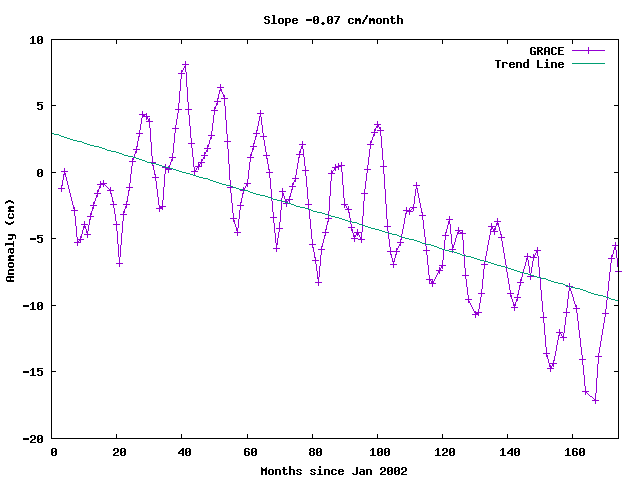 Slope -0.07 cm/month
GRACE
Trend Line
10
5
0
-5
-10
-15
-20
Anomaly (cm)
0 20 40 60 80 100 120 140 160
Months since Jan 2002